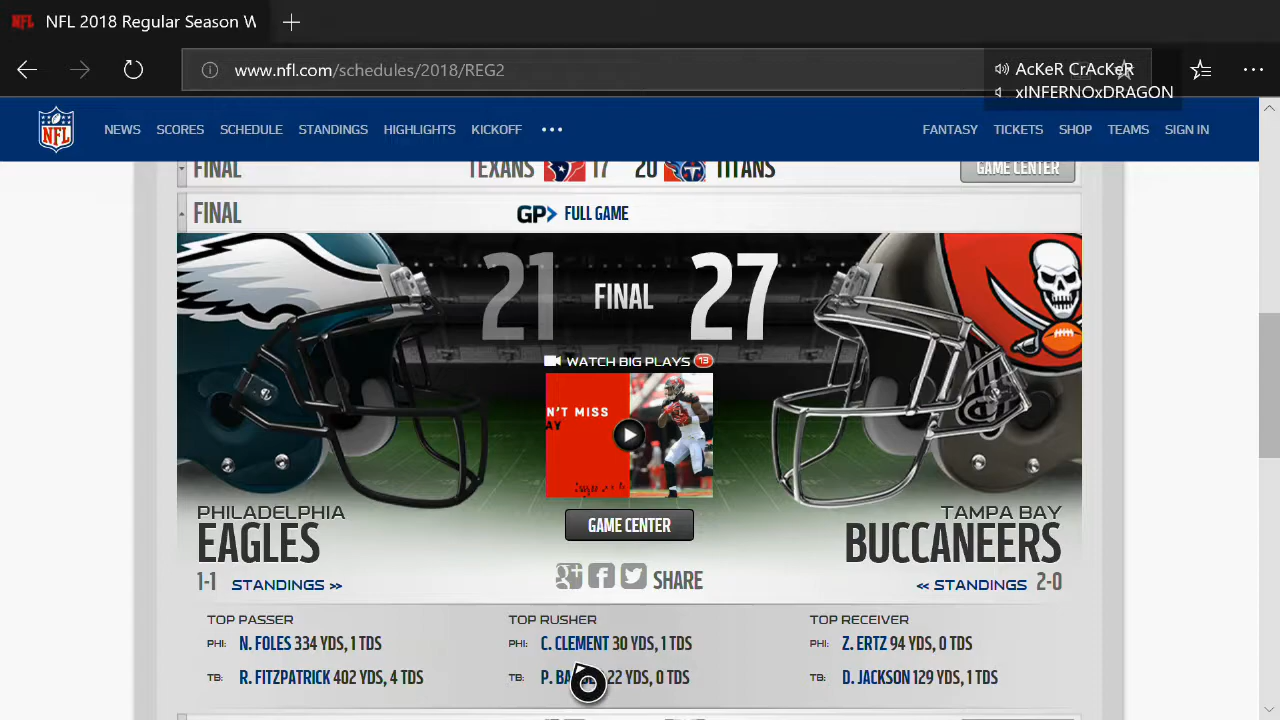 NFL 2018 Regular Season W
www.nfl.com/schedules/2018/REG2
AcKeR CrAcKeR
xINFERNOxDRAGON
NFL NEWS SCORES SCHEDULE STANDINGS HIGHLIGHTS KICKOFF ••• FANTASY TICKETS SHOP TEAMS SIGN IN
FINAL TEXANS 17 20 TITANS GAME CENTER
FINAL GP> FULL GAME
21 FINAL 27
WATCH BIG PLAYS 13
N'T MISS
AY
GAME CENTER
PHILADELPHIA
EAGLES
1-1 STANDINGS >>
TAMPA BAY
BUCCANEERS
<< STANDINGS 2-0
SHARE
TOP PASSER
PHI: N. FOLES 334 YDS, 1 TDS
TB: R. FITZPATRICK 402 YDS, 4 TDS
TOP RUSHER
PHI: C. CLEMENT 30 YDS, 1 TDS
TB: P. 22 YDS, 0 TDS
TOP RECEIVER
PHI: Z. ERTZ 94 YDS, 0 TDS
TB: D. JACKSON 129 YDS, 1 TDS